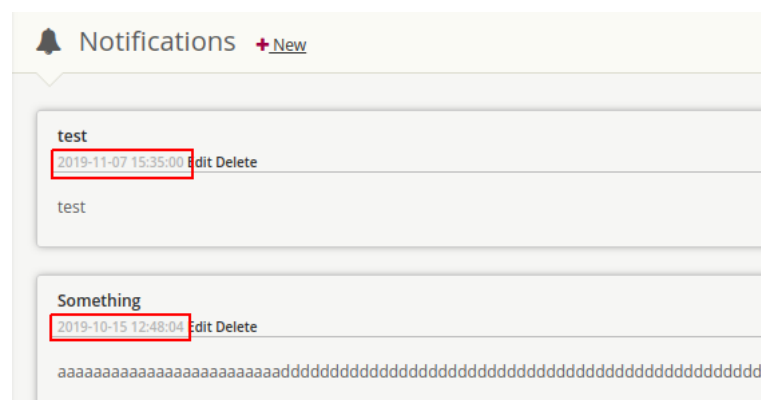 Notifications +New
test
2019-11-07 15:35:00 Edit Delete
test
Something
2019-10-15 12:48:04 Edit Delete
aaaaaaaaaaaaaaaaaaaaaaaaaddddddddddddddddddddddddddddddddddddddddddddddddd